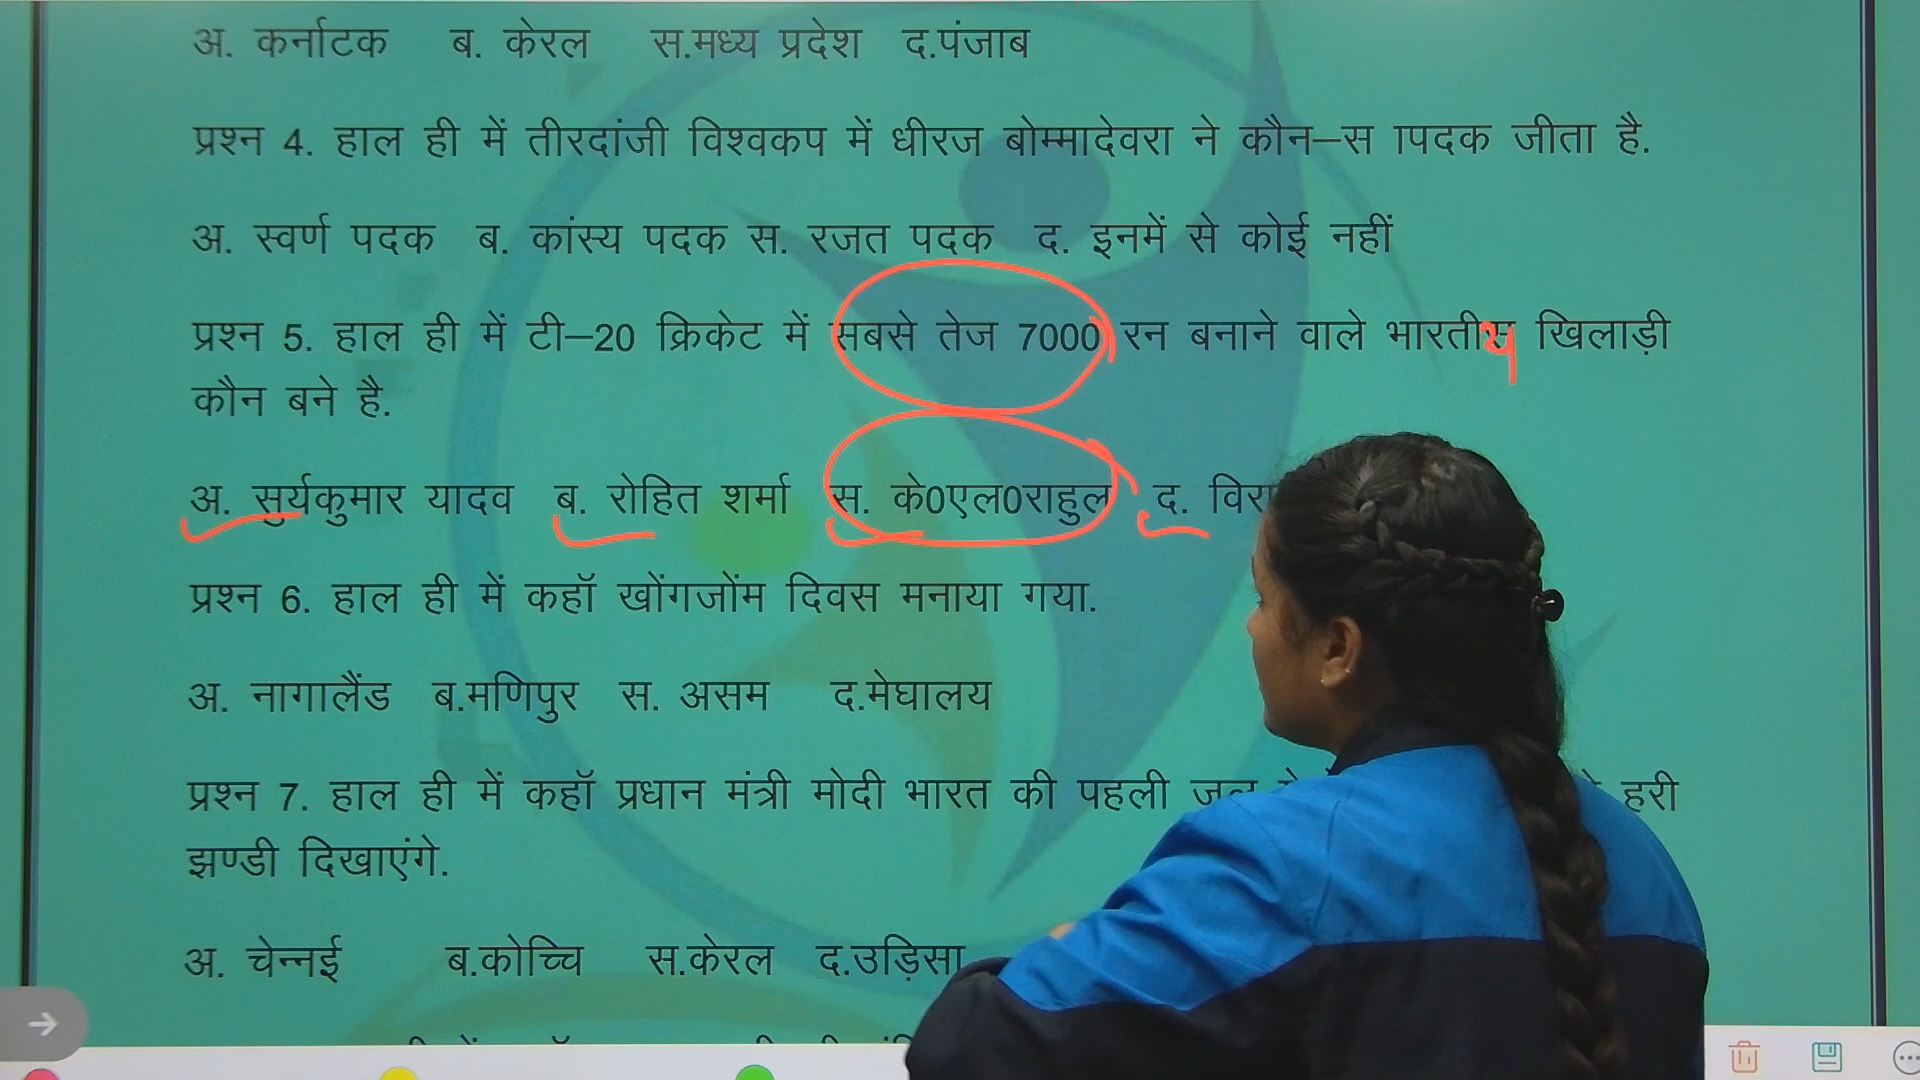 अ. कर्नाटक ब. केरल स.मध्य प्रदेश द.पंजाब
प्रश्न 4. हाल ही में तीरदांजी विश्वकप में धीरज बोम्मादेवरा ने कौन–स ापदक जीता है.
अ. स्वर्ण पदक ब. कांस्य पदक स. रजत पदक द. इनमें से कोई नहीं
प्रश्न 5. हाल ही में टी–20 क्रिकेट में सबसे तेज 7000 रन बनाने वाले भारतीय खिलाड़ी
कौन बने है.
अ. सुर्यकुमार यादव ब. रोहित शर्मा स. के0एल0राहुल द.
प्रश्न 6. हाल ही में कहॉ खोंगजोंम दिवस मनाया गया.
अ. नागालैंड ब.मणिपुर स. असम द.मेघालय
प्रश्न 7. हाल ही में कहॉ प्रधान मंत्री मोदी भारत की पहली हरी
झण्डी दिखाएंगे.
अ. चेन्नई ब.कोच्चि स.केरल द.उड़िसा